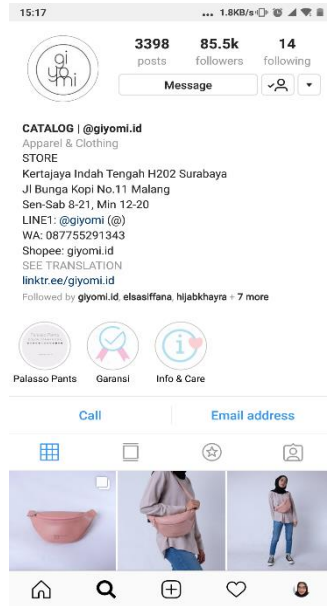 15:17 ... 1.8KB/s
gi
yo
mi
3398 85.5k 14
posts followers following
Message
CATALOG | @giyomi.id
Apparel & Clothing
STORE
Kertajaya Indah Tengah H202 Surabaya
Jl Bunga Kopi No.11 Malang
Sen-Sab 8-21, Min 12-20
LINE1: @giyomi (@)
WA: 087755291343
Shopee: giyomi.id
SEE TRANSLATION
linktr.ee/giyomi.id
Followed by giyomi.id, elsasiffana, hijabkhayra + 7 more
Palasso Pants Garansi Info & Care
Call Email address